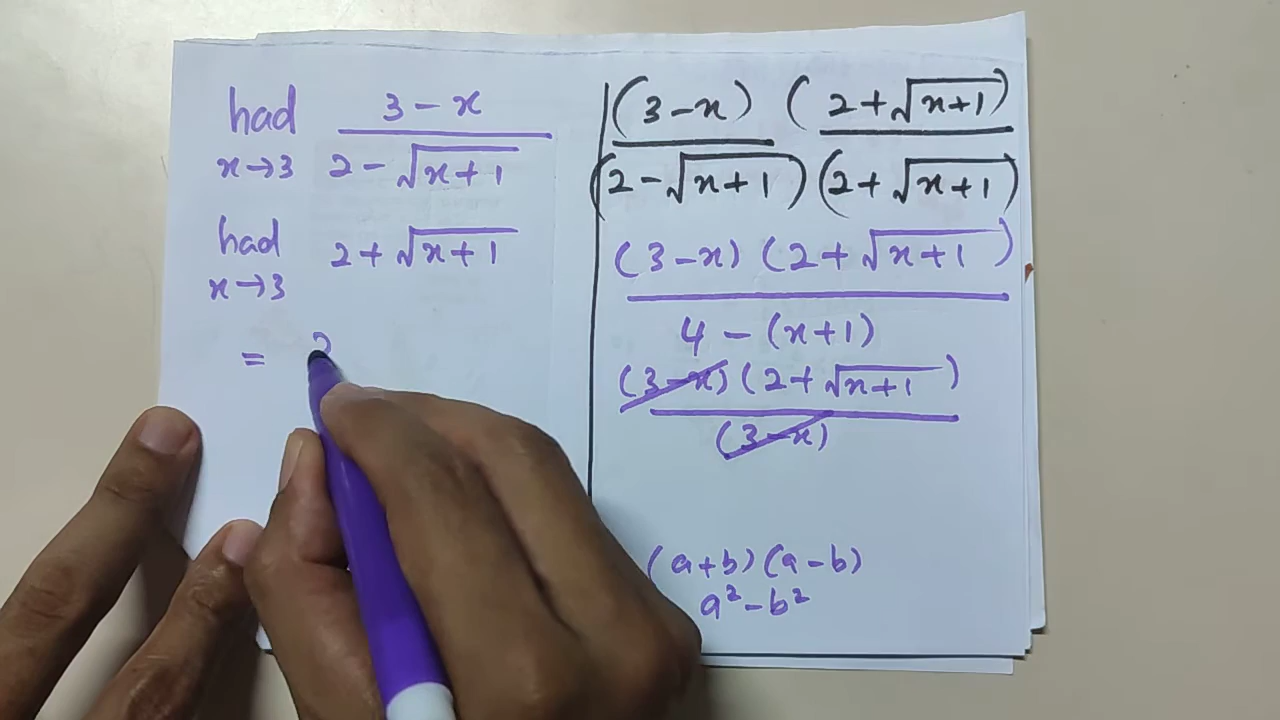 had 3 - x
x→3 2 - √x+1
had 2 + √x+1
x→3
=
(3-x) (2+√x+1)
(2-√x+1) (2+√x+1)
(3-x) (2+√x+1)
4 - (x+1)
(3-x) (2+√x+1)
(3-x)
(a+b)(a-b)
a²-b²